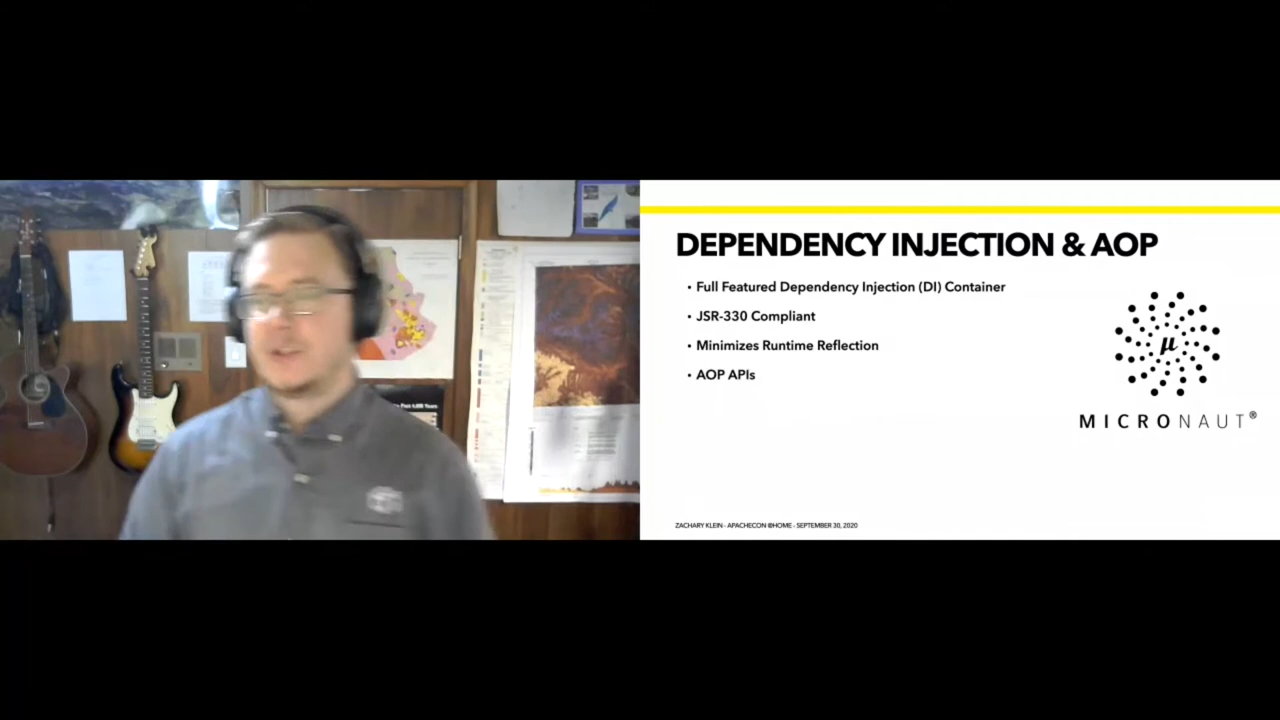 DEPENDENCY INJECTION & AOP
• Full Featured Dependency Injection (DI) Container
• JSR-330 Compliant
• Minimizes Runtime Reflection
• AOP APIs
μ
MICRONAUT®
ZACHARY KLEIN - APACHECON @HOME - SEPTEMBER 30, 2020